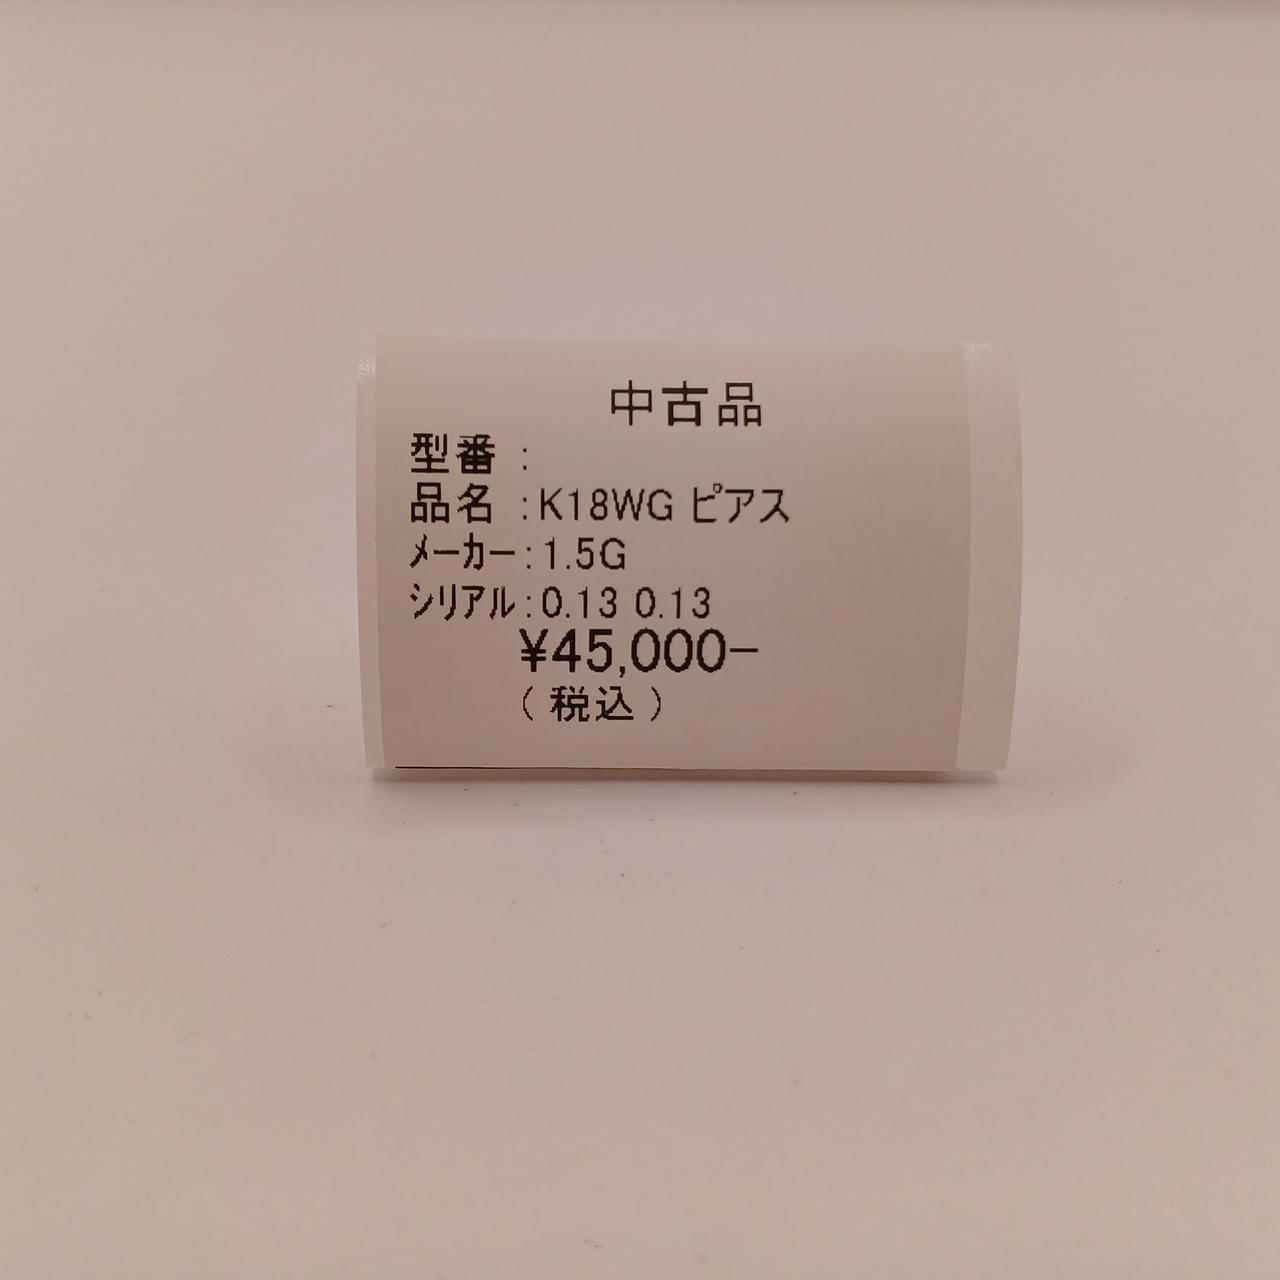 中古品
型番 :
品名 :K18WG ピアス
メーカー:1.5G
シリアル:0.13 0.13
¥45,000−
(税込)